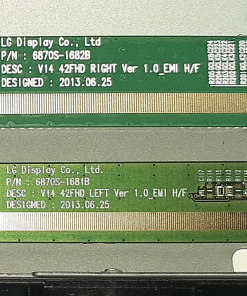 LG Display Co., Ltd
P/N : 6870S-1682B
DESC : V14 42FHD RIGHT Ver 1.0_EMI H/F
DESIGNED : 2013.06.25
LG Display Co., Ltd.
P/N : 6870S-1681B
DESC : V14 42FHD LEFT Ver 1.0_EMI H/F
DESIGNED : 2013.06.25